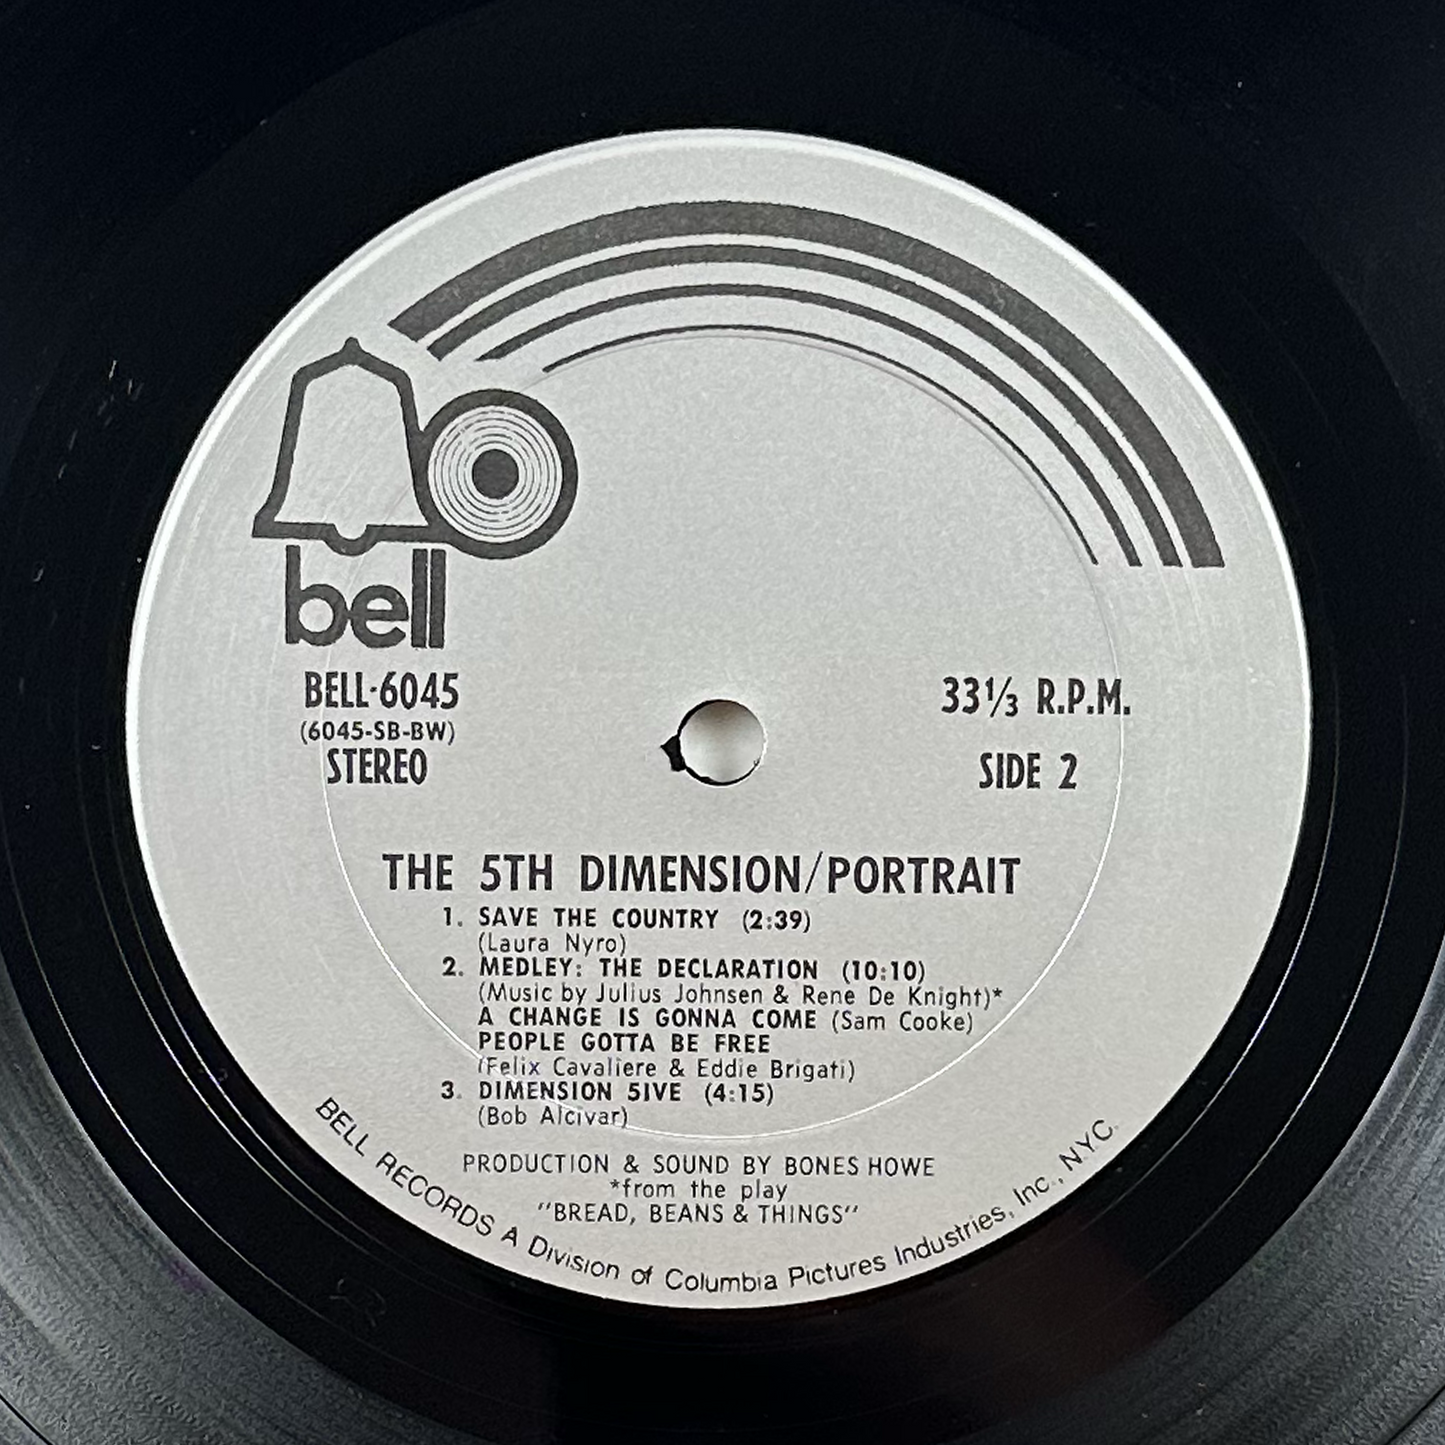 bell
BELL-6045
(6045-SB-BW)
STEREO
33 1/3 R.P.M.
SIDE 2
THE 5TH DIMENSION/PORTRAIT
1. SAVE THE COUNTRY (2:39)
(Laura Nyro)
2. MEDLEY: THE DECLARATION (10:10)
(Music by Julius Johnsen & Rene De Knight)*
A CHANGE IS GONNA COME (Sam Cooke)
PEOPLE GOTTA BE FREE
(Felix Cavaliere & Eddie Brigati)
3. DIMENSION 5IVE (4:15)
(Bob Alcivar)
PRODUCTION & SOUND BY BONES HOWE
*from the play
"BREAD, BEANS & THINGS"
BELL RECORDS A Division of Columbia Pictures Industries, Inc., N.Y.C.